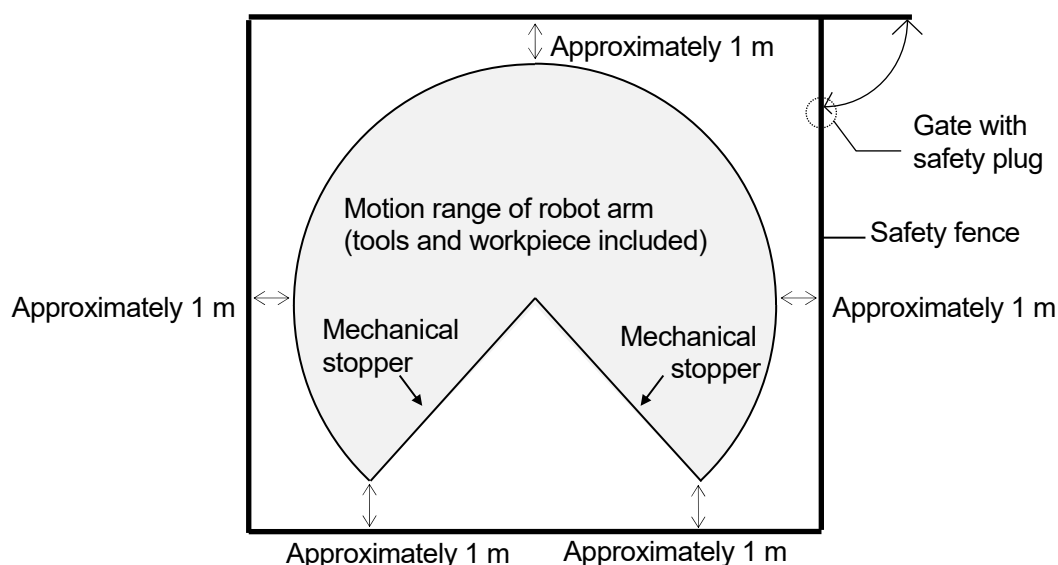 Approximately 1 m
Gate with
safety plug
Motion range of robot arm
(tools and workpiece included)
Safety fence
Approximately 1 m
Approximately 1 m
Mechanical
stopper
Mechanical
stopper
Approximately 1 m
Approximately 1 m